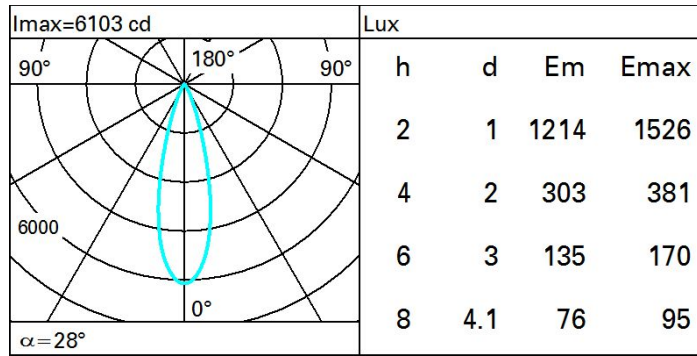 Imax=6103 cd
Lux
90° 180° 90°
6000
0°
α=28°
h d Em Emax
2 1 1214 1526
4 2 303 381
6 3 135 170
8 4.1 76 95